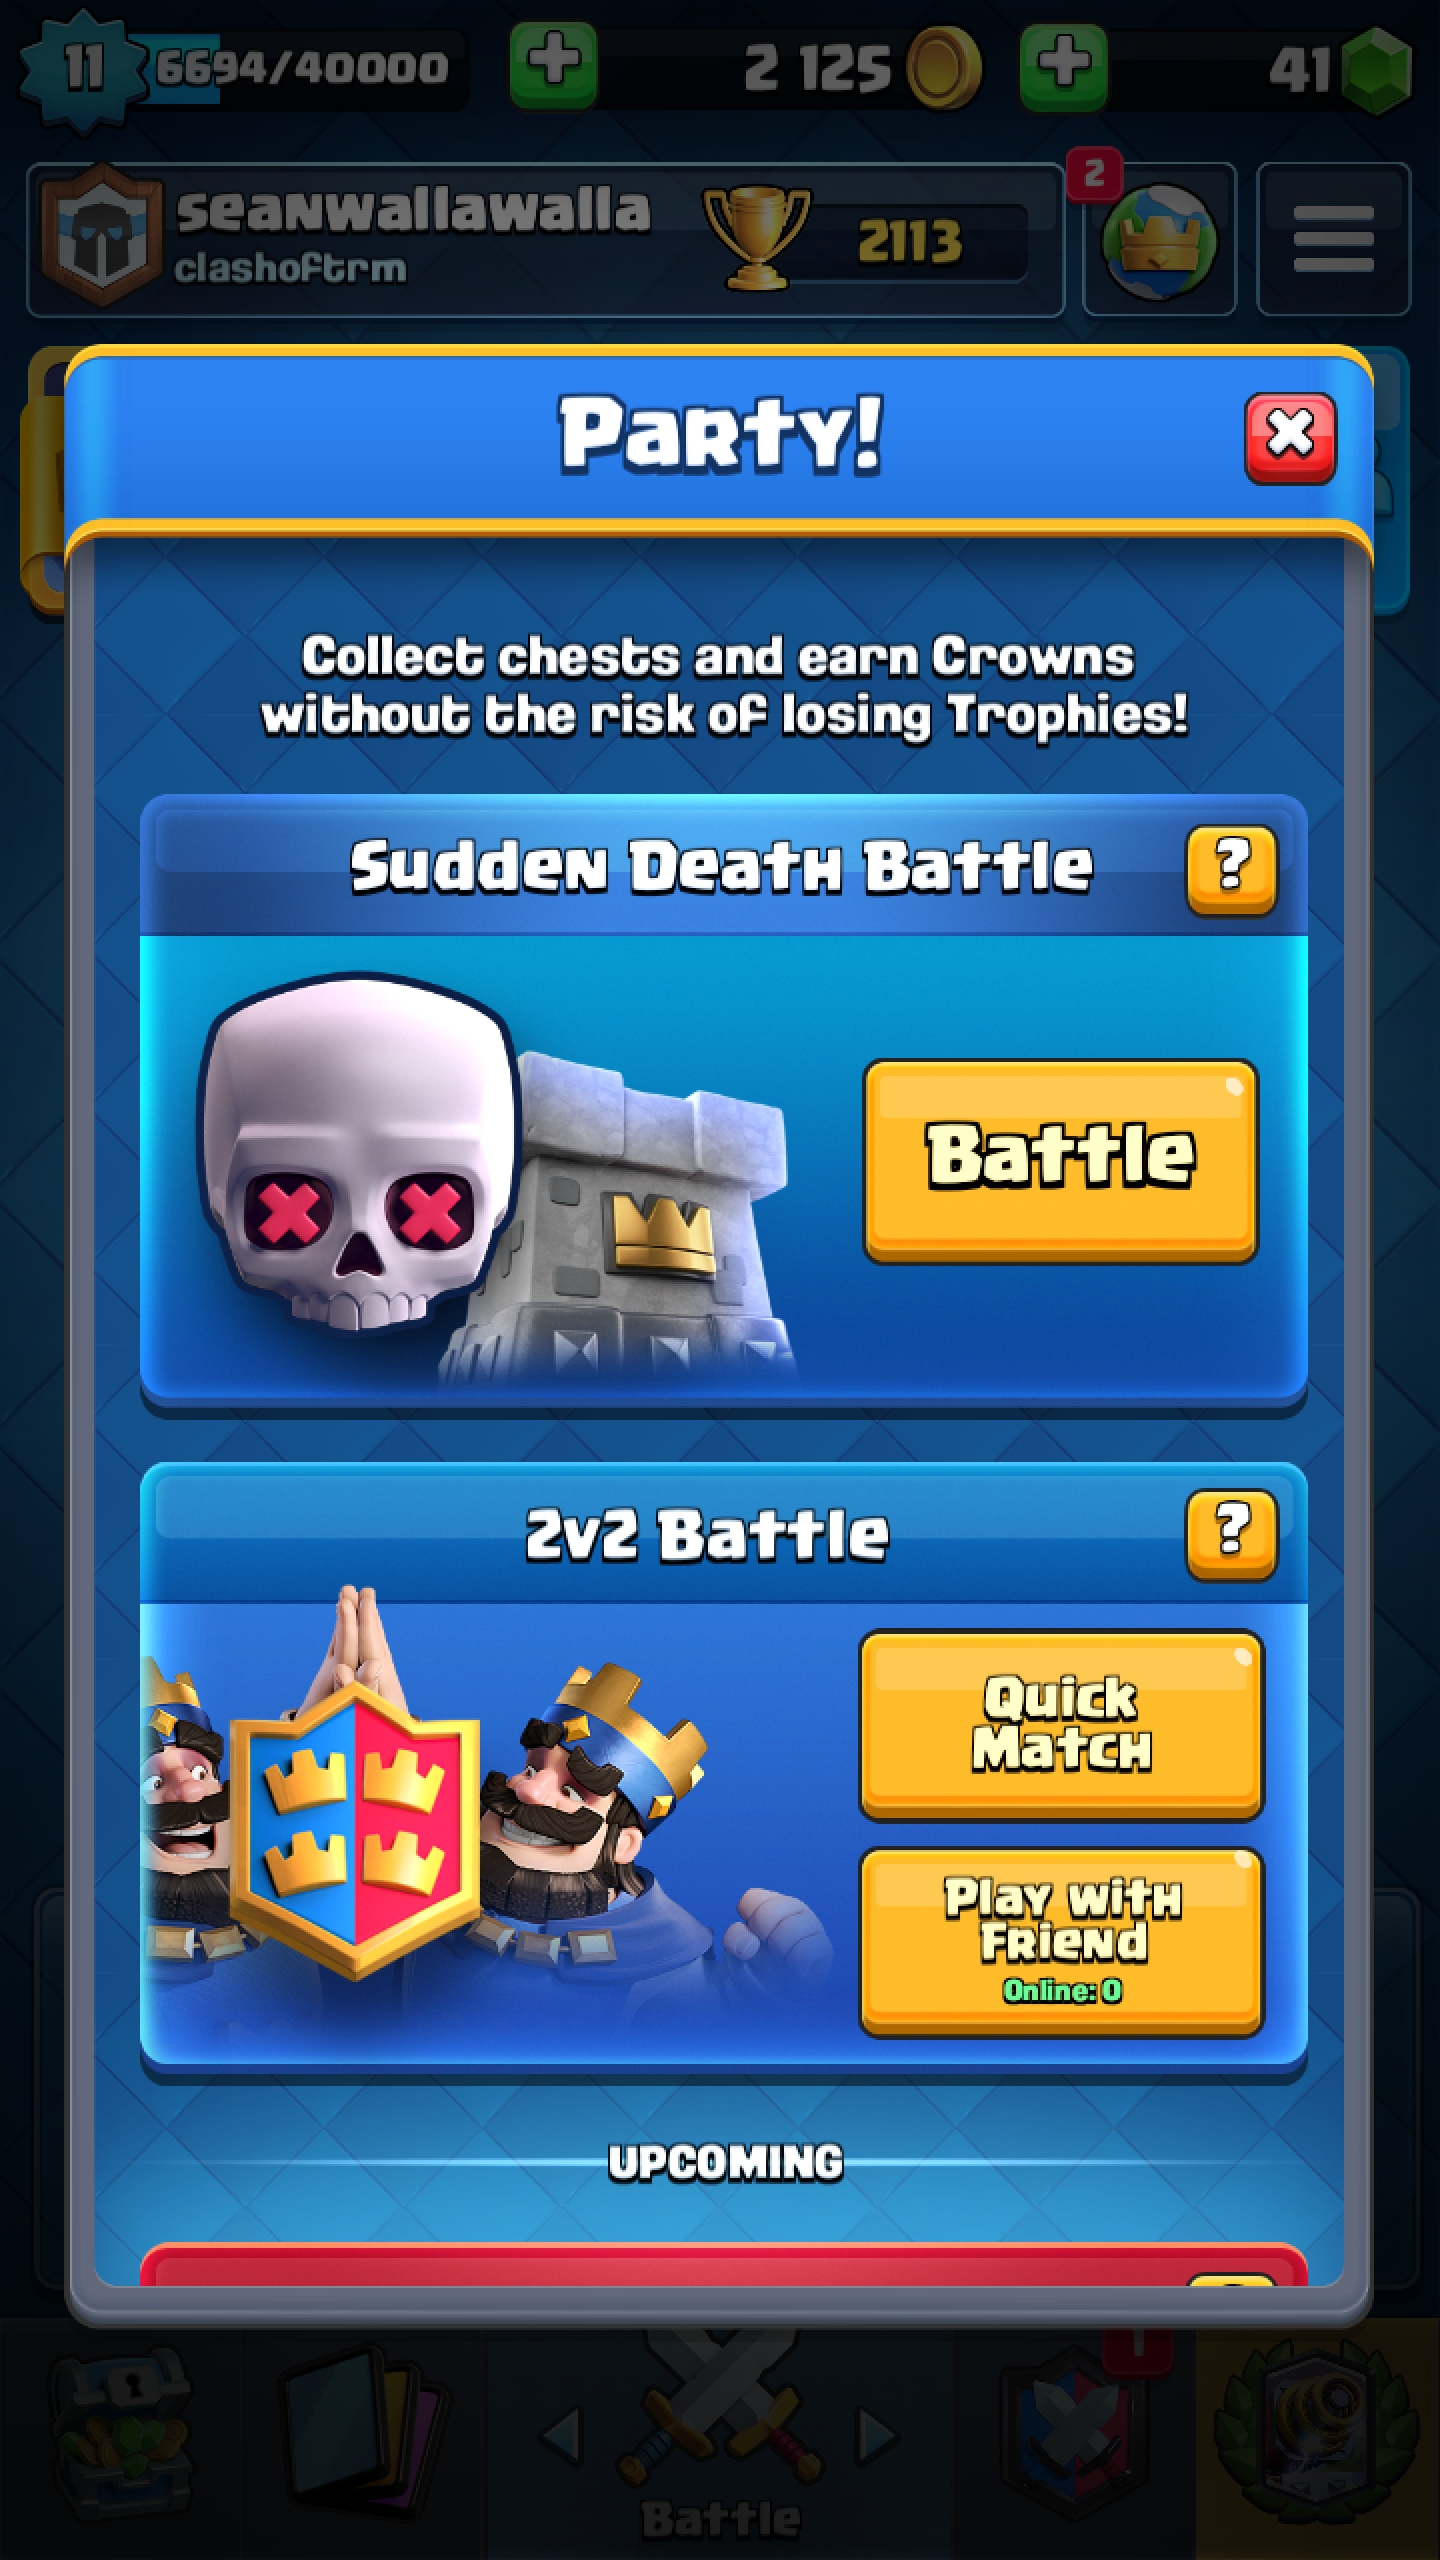 11
6694/40000
2 125
41
seanwallawalla
clashoftrm
2113
2
Party!
Collect chests and earn Crowns
without the risk of losing Trophies!
Sudden Death Battle
?
Battle
2v2 Battle
?
Quick
Match
Play with
Friend
Online: 0
UPCOMING
1
Battle